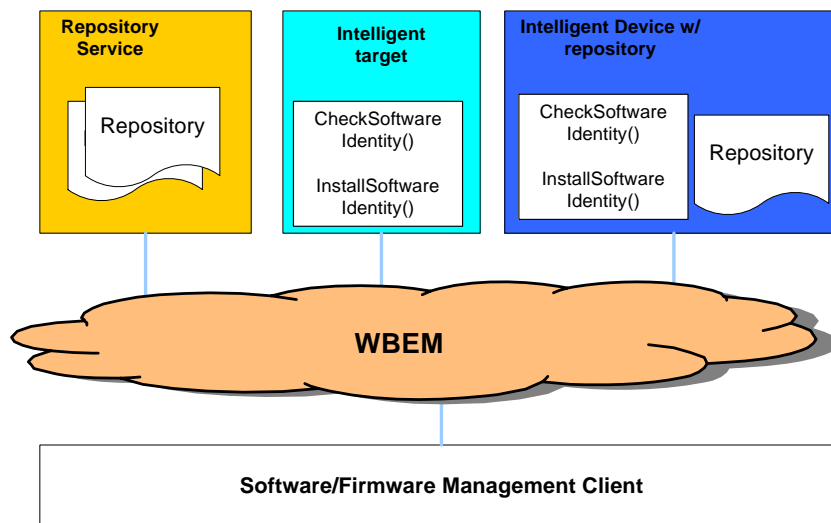 Repository
Service
Repository
Intelligent
target
CheckSoftware
Identity()
InstallSoftware
Identity()
Intelligent Device w/
repository
CheckSoftware
Identity()
InstallSoftware
Identity()
Repository
WBEM
Software/Firmware Management Client